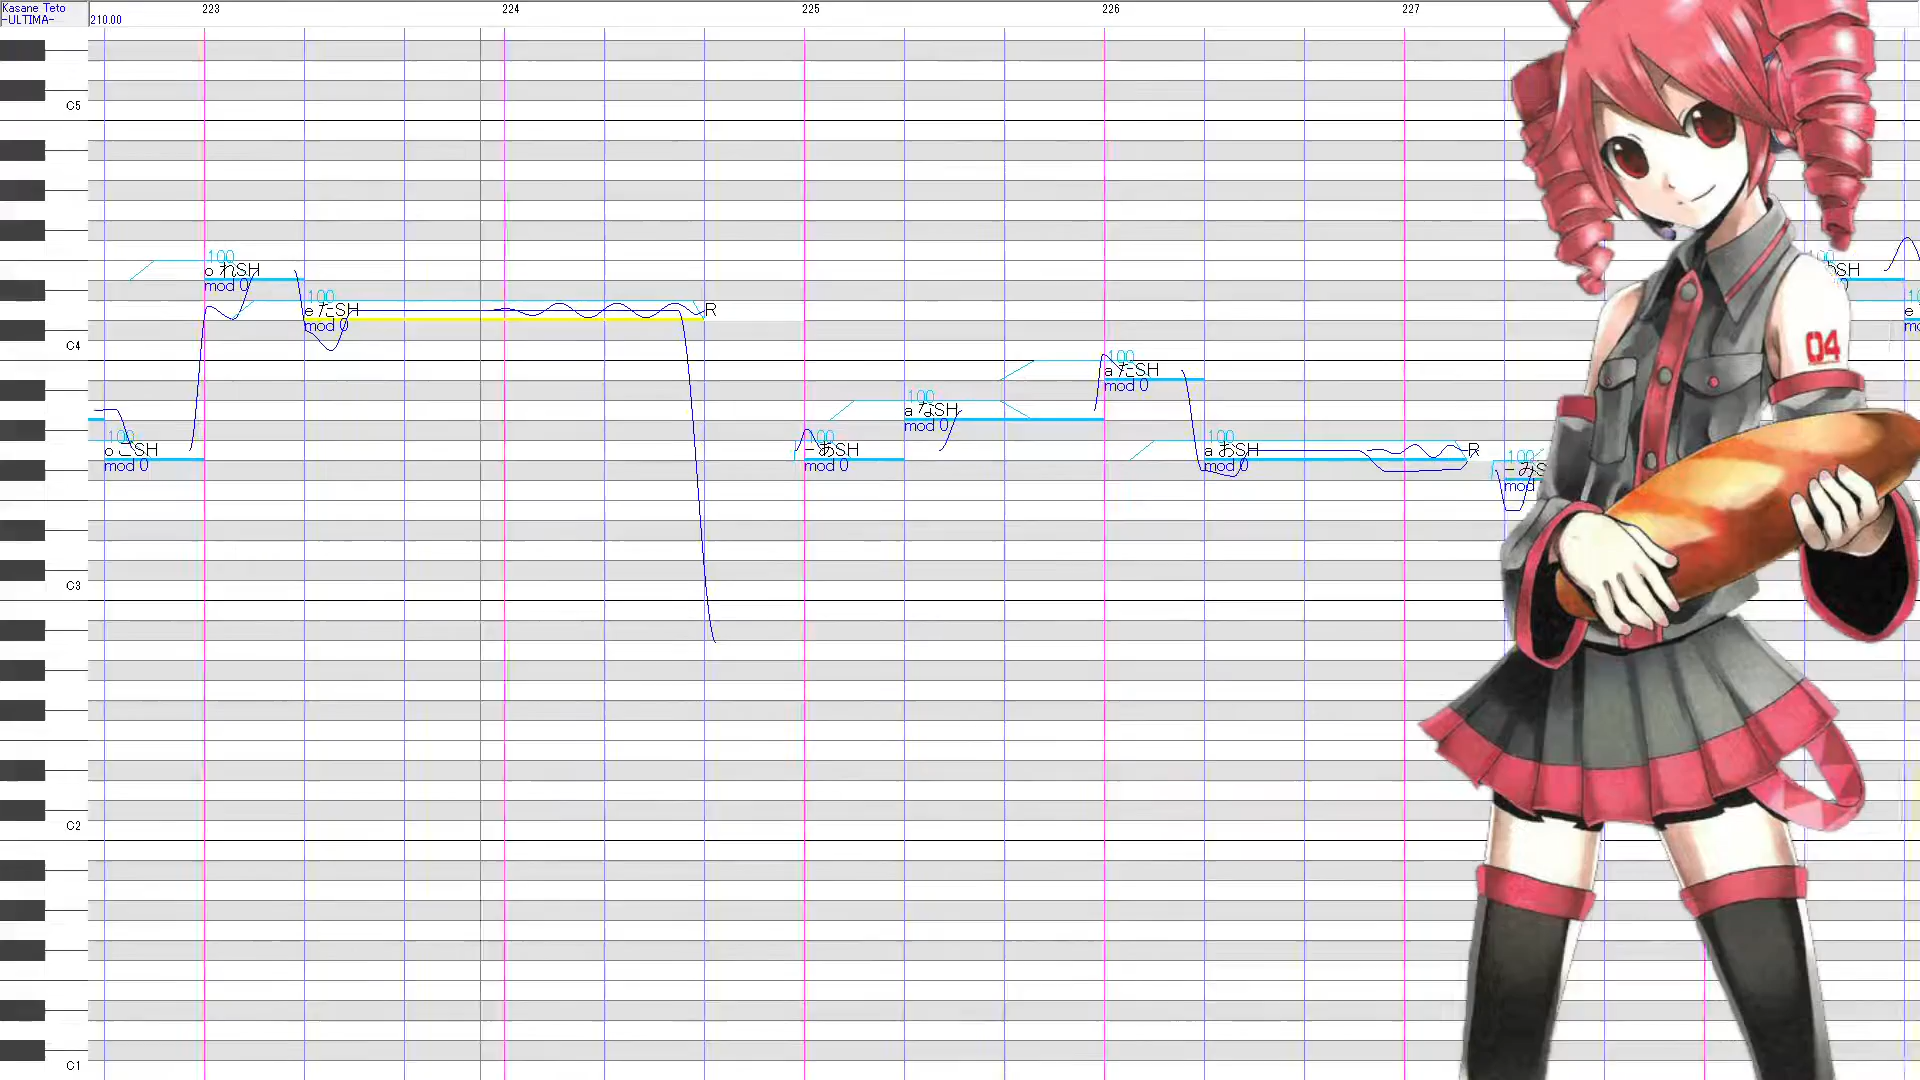 Kasane Teto
-ULTIMA-
210.00
223
224
225
226
227
C5
100
o れSH
mod 0
100
e たSH
mod 0
R
C4
100
o こSH
mod 0
100
- あSH
mod 0
100
a なSH
mod 0
100
a たSH
mod 0
100
a おSH
mod 0
R
100
- みS
mod
SH
04
C3
C2
C1